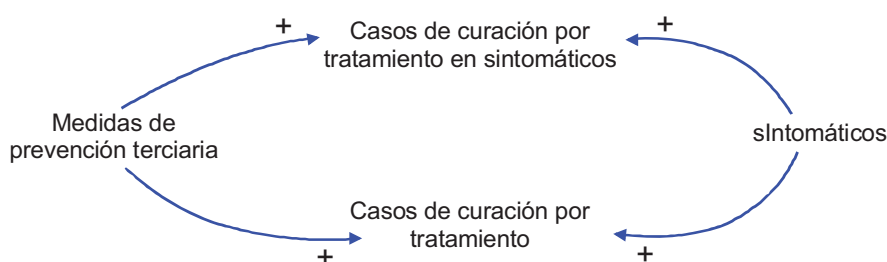 +
Casos de curación por
tratamiento en sintomáticos
+
Medidas de
prevención terciaria
sIntomáticos
Casos de curación por
tratamiento
+
+